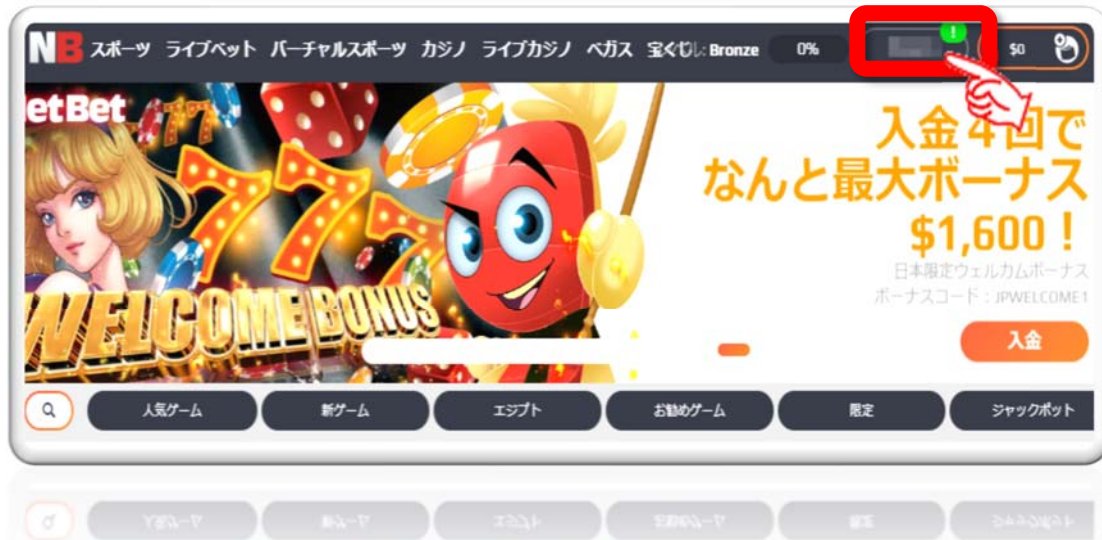 NB スポーツ ライブベット バーチャルスポーツ カジノ ライブカジノ ベガス 宝くじ Bronze 0% ! $0
etBet
777
777
WELCOME BONUS
入金4回で
なんと最大ボーナス
$1,600！
日本限定ウェルカムボーナス
ボーナスコード：JPWELCOME1
入金
人気ゲーム 新ゲーム エジプト お勧めゲーム 限定 ジャックポット